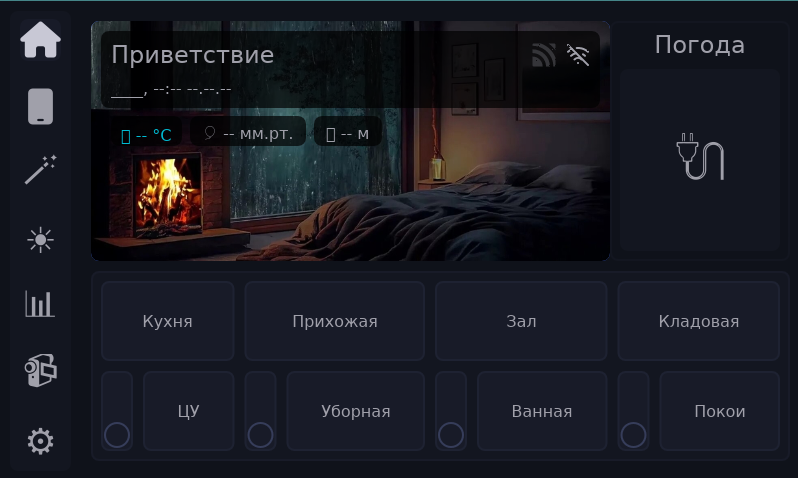 Приветствие
____, --:-- --.--.--
-- °C
-- мм.рт.
-- м
Погода
Кухня
Прихожая
Зал
Кладовая
ЦУ
Уборная
Ванная
Покои